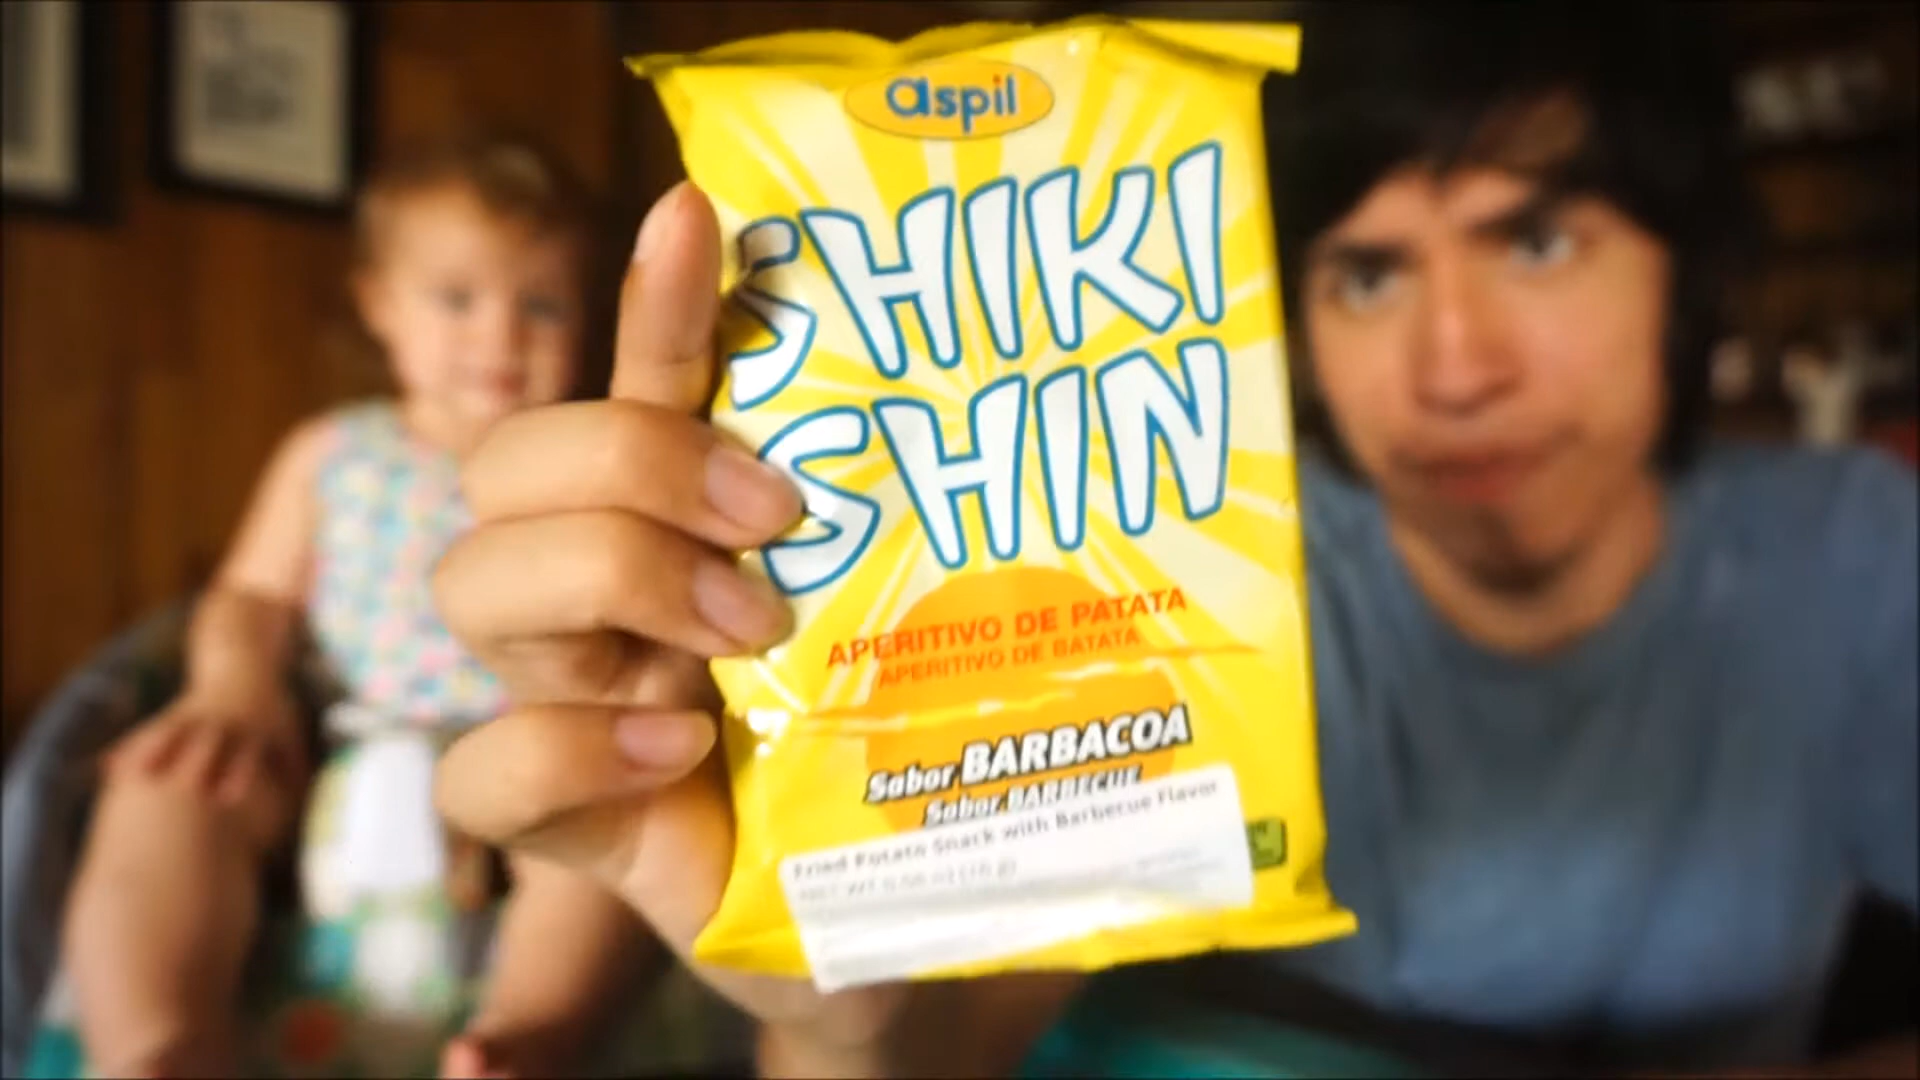 aspil
SHIKI
SHIN
APERITIVO DE PATATA
APERITIVO DE BATATA
Sabor BARBACOA
Sabor BARBECUE
Fried Potato Snack with Barbecue Flavor